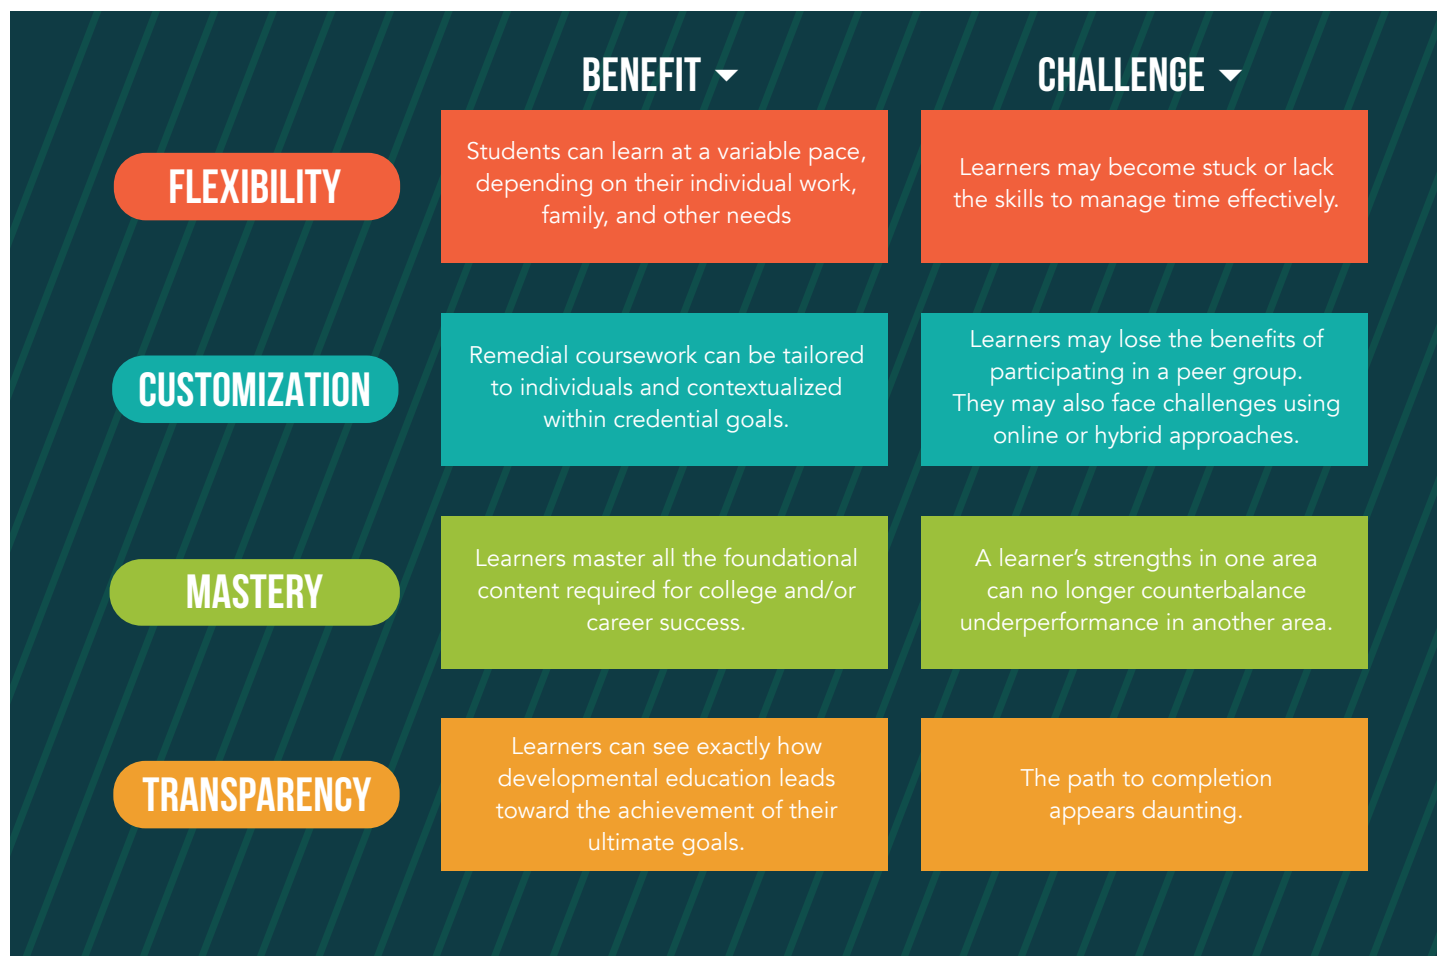 BENEFIT
CHALLENGE
FLEXIBILITY
Students can learn at a variable pace,
depending on their individual work,
family, and other needs
Learners may become stuck or lack
the skills to manage time effectively.
CUSTOMIZATION
Remedial coursework can be tailored
to individuals and contextualized
within credential goals.
Learners may lose the benefits of
participating in a peer group.
They may also face challenges using
online or hybrid approaches.
MASTERY
Learners master all the foundational
content required for college and/or
career success.
A learner’s strengths in one area
can no longer counterbalance
underperformance in another area.
TRANSPARENCY
Learners can see exactly how
developmental education leads
toward the achievement of their
ultimate goals.
The path to completion
appears daunting.